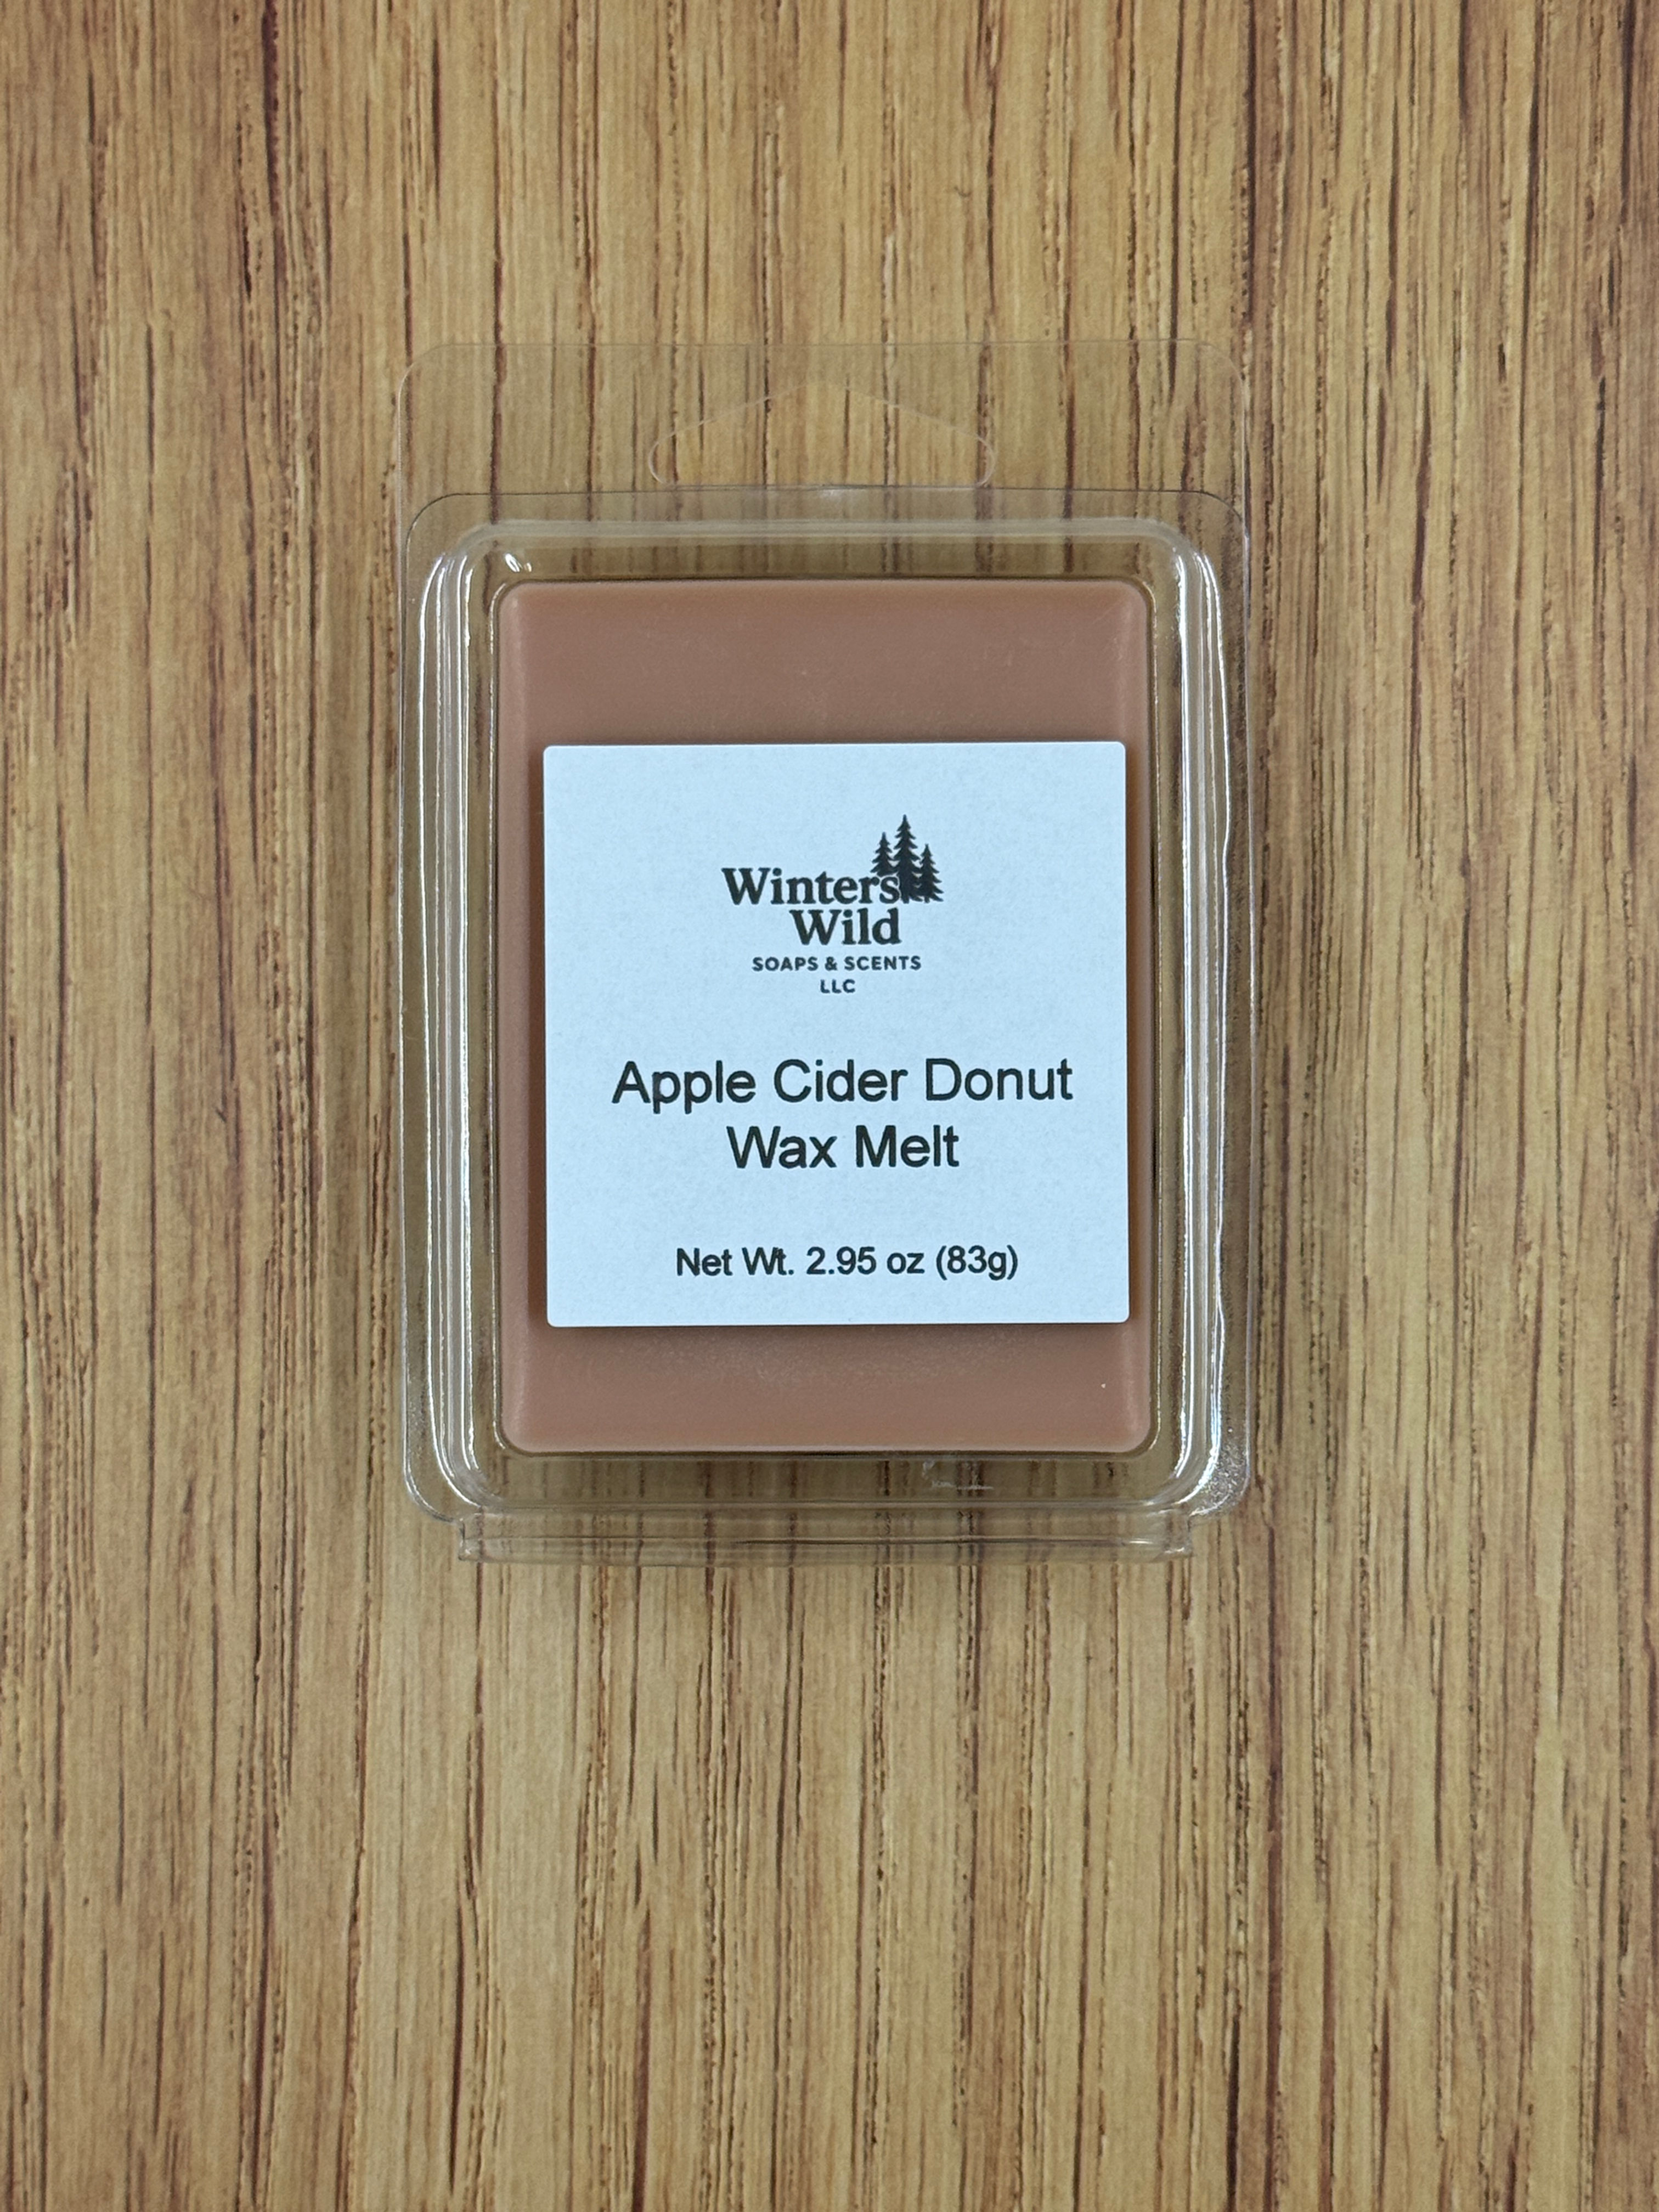 Winters
Wild
SOAPS & SCENTS
LLC
Apple Cider Donut
Wax Melt
Net Wt. 2.95 oz (83g)